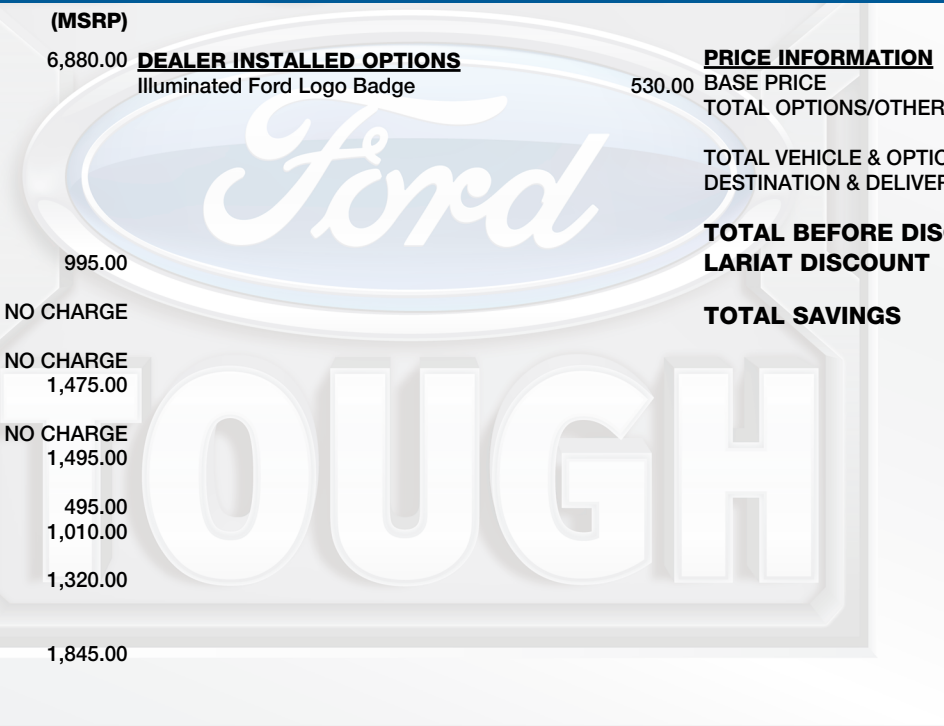 (MSRP)
6,880.00
995.00
NO CHARGE
NO CHARGE
1,475.00
NO CHARGE
1,495.00
495.00
1,010.00
1,320.00
1,845.00
DEALER INSTALLED OPTIONS
Illuminated Ford Logo Badge 530.00
PRICE INFORMATION
BASE PRICE
TOTAL OPTIONS/OTHER
TOTAL VEHICLE & OPTIO
DESTINATION & DELIVER
TOTAL BEFORE DISC
LARIAT DISCOUNT
TOTAL SAVINGS
Ford
TOUGH